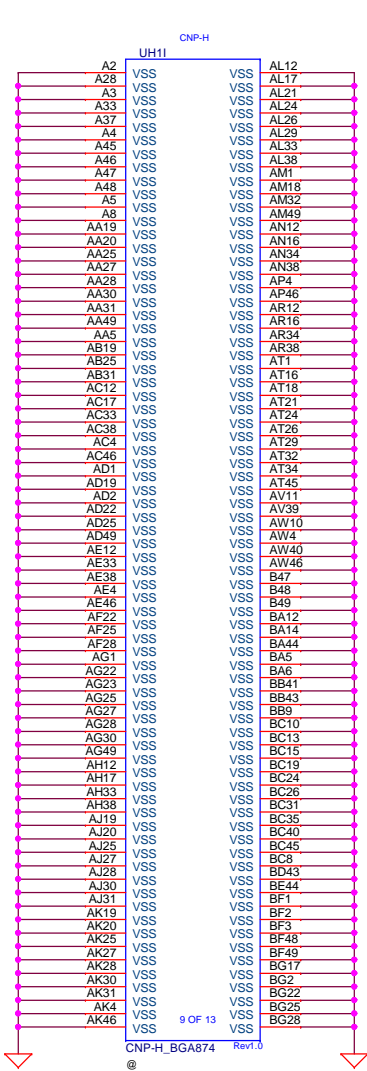 CNP-H
UH1I
A2 VSS VSS AL12
A28 VSS VSS AL17
A3 VSS VSS AL21
A33 VSS VSS AL24
A37 VSS VSS AL26
A4 VSS VSS AL29
A45 VSS VSS AL33
A46 VSS VSS AL38
A47 VSS VSS AM1
A48 VSS VSS AM18
A5 VSS VSS AM32
A8 VSS VSS AM49
AA19 VSS VSS AN12
AA20 VSS VSS AN16
AA25 VSS VSS AN34
AA27 VSS VSS AN38
AA28 VSS VSS AP4
AA30 VSS VSS AP46
AA31 VSS VSS AR12
AA49 VSS VSS AR16
AA5 VSS VSS AR34
AB19 VSS VSS AR38
AB25 VSS VSS AT1
AB31 VSS VSS AT16
AC12 VSS VSS AT18
AC17 VSS VSS AT21
AC33 VSS VSS AT24
AC38 VSS VSS AT26
AC4 VSS VSS AT29
AC46 VSS VSS AT32
AD1 VSS VSS AT34
AD19 VSS VSS AT45
AD2 VSS VSS AV11
AD22 VSS VSS AV39
AD25 VSS VSS AW10
AD49 VSS VSS AW4
AE12 VSS VSS AW40
AE33 VSS VSS AW46
AE38 VSS VSS B47
AE4 VSS VSS B48
AE46 VSS VSS B49
AF22 VSS VSS BA12
AF25 VSS VSS BA14
AF28 VSS VSS BA44
AG1 VSS VSS BA5
AG22 VSS VSS BA6
AG23 VSS VSS BB41
AG25 VSS VSS BB43
AG27 VSS VSS BB9
AG28 VSS VSS BC10
AG30 VSS VSS BC13
AG49 VSS VSS BC15
AH12 VSS VSS BC19
AH17 VSS VSS BC24
AH33 VSS VSS BC26
AH38 VSS VSS BC31
AJ19 VSS VSS BC35
AJ20 VSS VSS BC40
AJ25 VSS VSS BC45
AJ27 VSS VSS BC8
AJ28 VSS VSS BD43
AJ30 VSS VSS BE44
AJ31 VSS VSS BF1
AK19 VSS VSS BF2
AK20 VSS VSS BF3
AK25 VSS VSS BF48
AK27 VSS VSS BF49
AK28 VSS VSS BG17
AK30 VSS VSS BG2
AK31 VSS VSS BG22
AK4 VSS VSS BG25
AK46 VSS 9 OF 13 VSS BG28
CNP-H_BGA874 Rev1.0
@